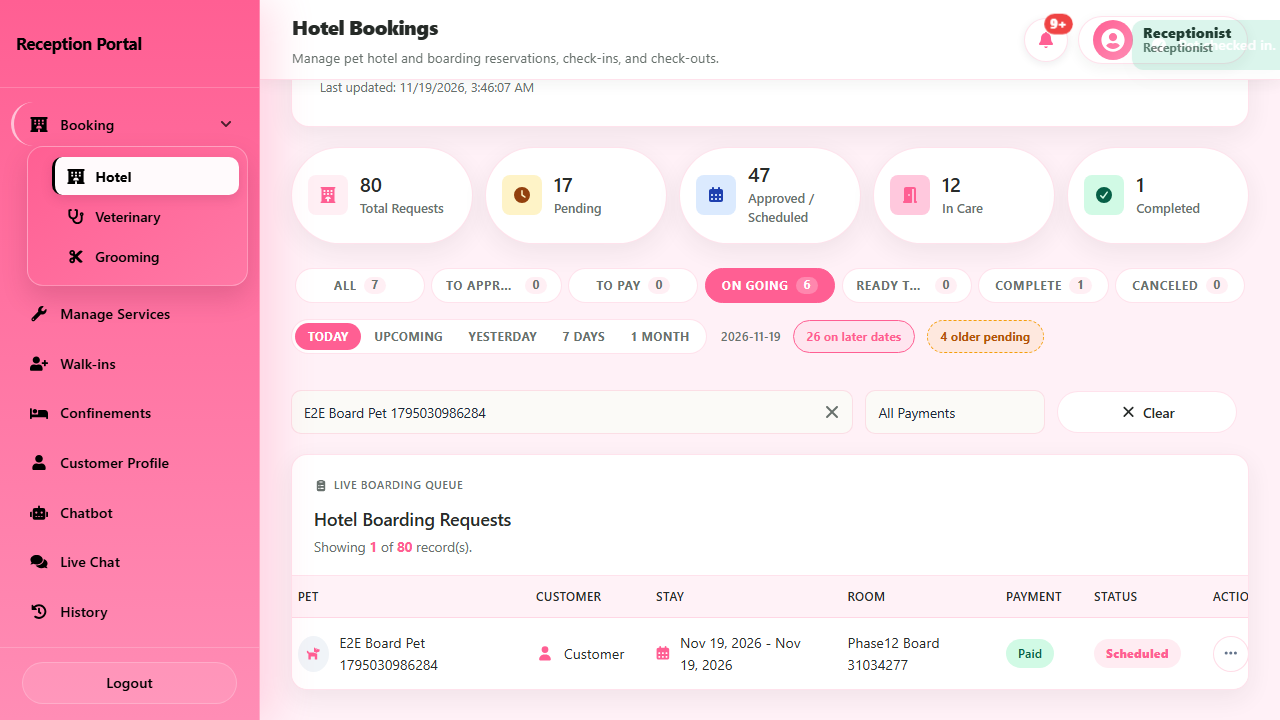 Reception Portal
Booking
Hotel
Veterinary
Grooming
Manage Services
Walk-ins
Confinements
Customer Profile
Chatbot
Live Chat
History
Logout
Hotel Bookings
Manage pet hotel and boarding reservations, check-ins, and check-outs.
9+
Receptionist
Receptionist
ecked in.
Last updated: 11/19/2026, 3:46:07 AM
80
Total Requests
17
Pending
47
Approved /
Scheduled
12
In Care
1
Completed
ALL 7
TO APPR... 0
TO PAY 0
ON GOING 6
READY T... 0
COMPLETE 1
CANCELED 0
TODAY UPCOMING YESTERDAY 7 DAYS 1 MONTH 2026-11-19 26 on later dates 4 older pending
E2E Board Pet 1795030986284
All Payments
Clear
LIVE BOARDING QUEUE
Hotel Boarding Requests
Showing 1 of 80 record(s).
PET CUSTOMER STAY ROOM PAYMENT STATUS ACTIO
E2E Board Pet
1795030986284
Customer
Nov 19, 2026 - Nov
19, 2026
Phase12 Board
31034277
Paid
Scheduled